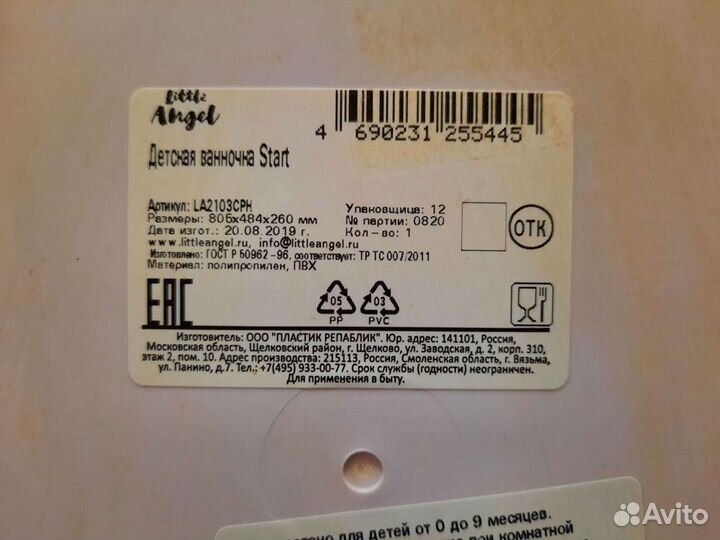 Little
Angel
4 690231 255445
Детская ванночка Start
Артикул: LA2103CPH
Размеры: 805x484x260 мм
Дата изгот.: 20.08.2019 г.
www.littleangel.ru, info@littleangel.ru
Изготовлено: ГОСТ Р 50962-96, соответствует: ТР ТС 007/2011
Материал: полипропилен, ПВХ
Упаковщица: 12
№ партии: 0820
Кол-во: 1
ОТК
EAC
05
PP
03
PVC
Изготовитель: ООО "ПЛАСТИК РЕПАБЛИК". Юр. адрес: 141101, Россия,
Московская область, Щелковский район, г. Щелково, ул. Заводская, д. 2, корп. 310,
этаж 2, пом. 10. Адрес производства: 215113, Россия, Смоленская область, г. Вязьма,
ул. Панино, д.7. Тел.: +7(495) 933-00-77. Срок службы (годности) неограничен.
Для применения в быту.
для детей от 0 до 9 месяцев.
при комнатной
Avito